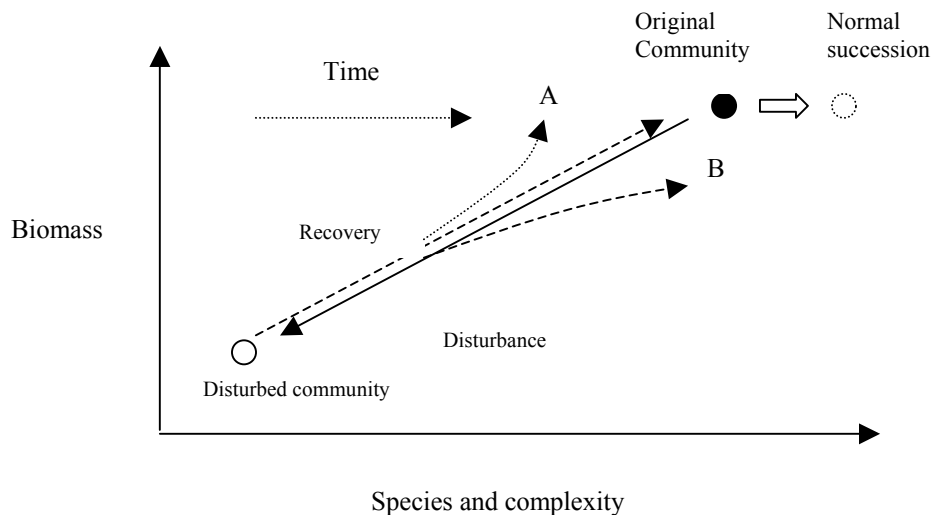 Original
Community
Normal
succession
Time
A
B
Biomass
Recovery
Disturbance
Disturbed community
Species and complexity